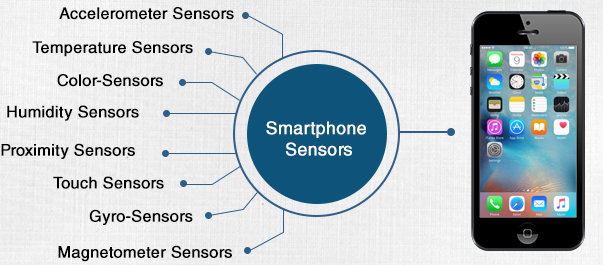 Accelerometer Sensors
Temperature Sensors
Color-Sensors
Humidity Sensors
Proximity Sensors
Touch Sensors
Gyro-Sensors
Magnetometer Sensors
Smartphone
Sensors